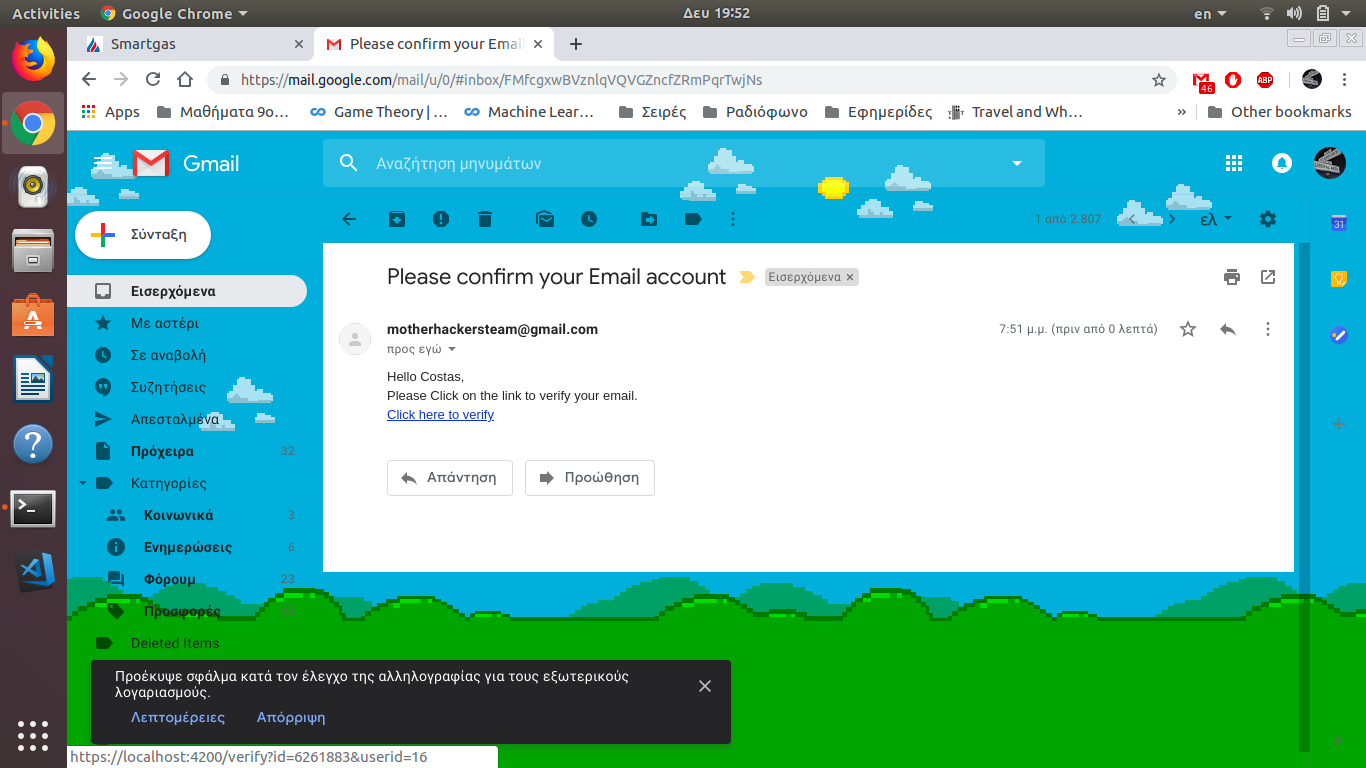 Activities Google Chrome Δευ 19:52 en
Smartgas Please confirm your Emai
https://mail.google.com/mail/u/0/#inbox/FMfcgxwBVznlqVQVGZncfZRmPqrTwjNs 46 ABP
Apps Μαθήματα 9ο... Game Theory | ... Machine Lear... Σειρές Ραδιόφωνο Εφημερίδες Travel and Wh... » Other bookmarks
Gmail Αναζήτηση μηνυμάτων
1 από 2.807 ελ
31
Σύνταξη
Εισερχόμενα
Με αστέρι
Σε αναβολή
Συζητήσεις
Απεσταλμένα
Πρόχειρα 32
Κατηγορίες
Κοινωνικά 3
Ενημερώσεις 6
Φόρουμ 23
Προσφορές
Deleted Items
Please confirm your Email account Εισερχόμενα ×
motherhackersteam@gmail.com 7:51 μ.μ. (πριν από 0 λεπτά)
προς εγώ
Hello Costas,
Please Click on the link to verify your email.
Click here to verify
Απάντηση Προώθηση
Προέκυψε σφάλμα κατά τον έλεγχο της αλληλογραφίας για τους εξωτερικούς
λογαριασμούς.
Λεπτομέρειες Απόρριψη
https://localhost:4200/verify?id=6261883&userid=16